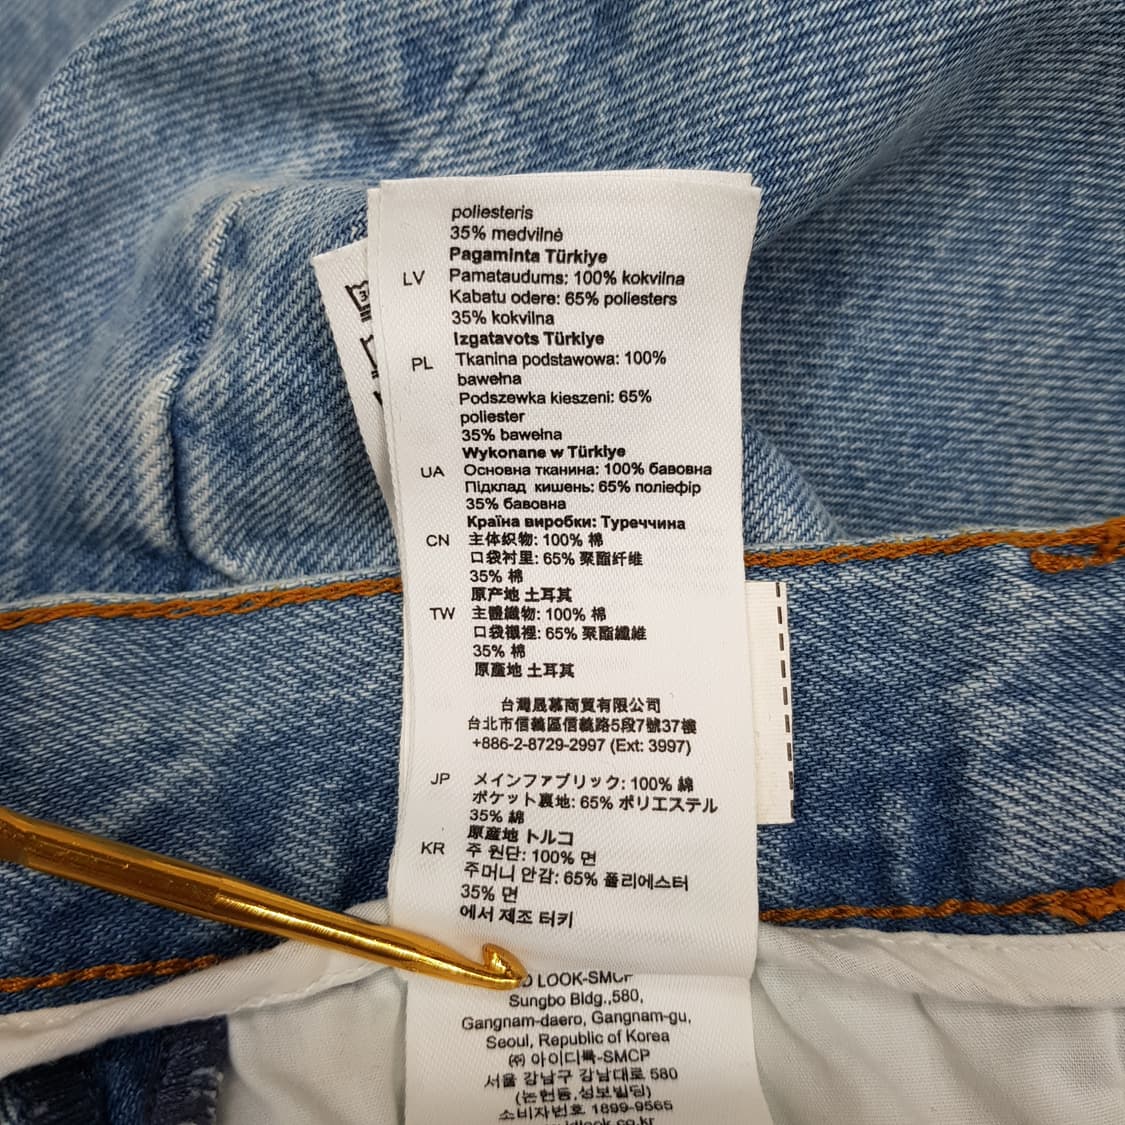 poliesteris
35% medvilnė
Pagaminta Türkiye
LV Pamataudums: 100% kokvilna
Kabatu odere: 65% poliesters
35% kokvilna
Izgatavots Türkiye
PL Tkanina podstawowa: 100%
bawełna
Podszewka kieszeni: 65%
poliester
35% bawełna
Wykonane w Türkiye
UA Основна тканина: 100% бавовна
Підклад кишень: 65% поліефір
35% бавовна
Країна виробки: Туреччина
CN 主体织物: 100% 棉
口袋衬里: 65% 聚酯纤维
35% 棉
原产地 土耳其
TW 主體織物: 100% 棉
口袋襯裡: 65% 聚酯纖維
35% 棉
原產地 土耳其
台灣晟慕商貿有限公司
台北市信義區信義路5段7號37樓
+886-2-8729-2997 (Ext: 3997)
JP メインファブリック: 100% 綿
ポケット裏地: 65% ポリエステル
35% 綿
原産地 トルコ
KR 주 원단: 100% 면
주머니 안감: 65% 폴리에스터
35% 면
에서 제조 터키
LOOK-SMCP
Sungbo Bldg.,580,
Gangnam-daero, Gangnam-gu,
Seoul, Republic of Korea
㈜ 아이디룩-SMCP
서울 강남구 강남대로 580
(논현동,성보빌딩)
소비자번호 1899-9565